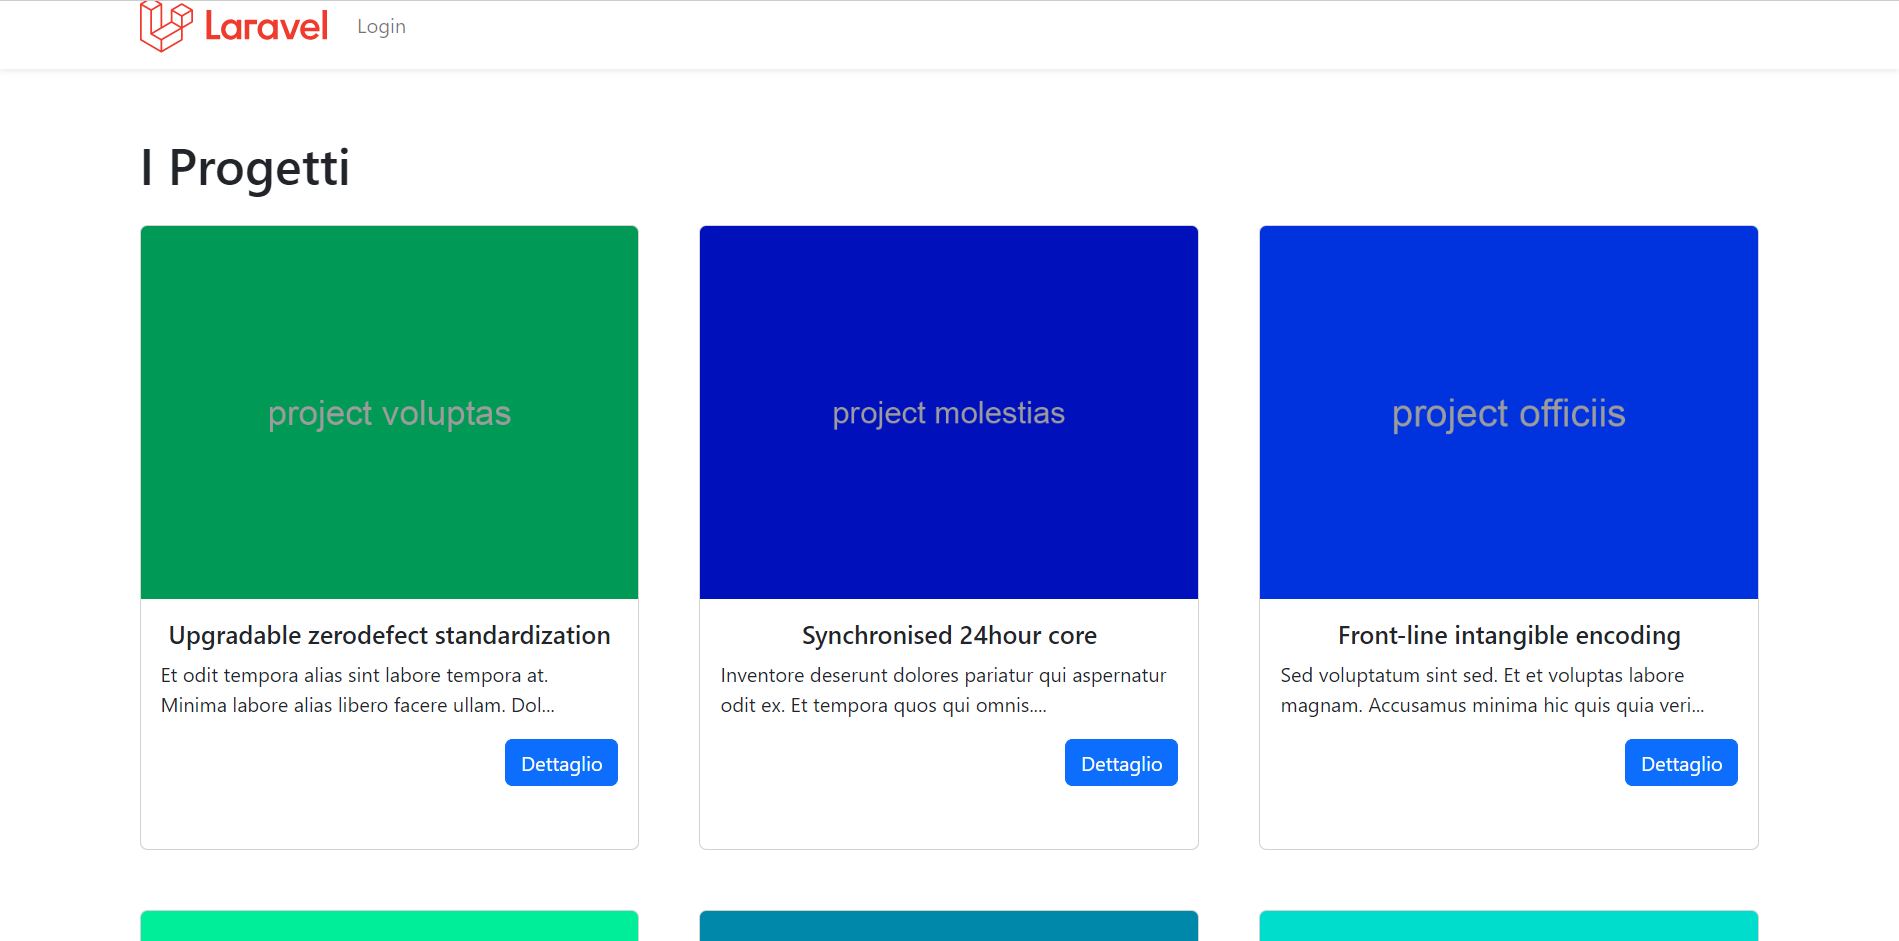 Laravel Login
I Progetti
project voluptas
Upgradable zerodefect standardization
Et odit tempora alias sint labore tempora at.
Minima labore alias libero facere ullam. Dol...
Dettaglio
project molestias
Synchronised 24hour core
Inventore deserunt dolores pariatur qui aspernatur
odit ex. Et tempora quos qui omnis....
Dettaglio
project officiis
Front-line intangible encoding
Sed voluptatum sint sed. Et et voluptas labore
magnam. Accusamus minima hic quis quia veri...
Dettaglio